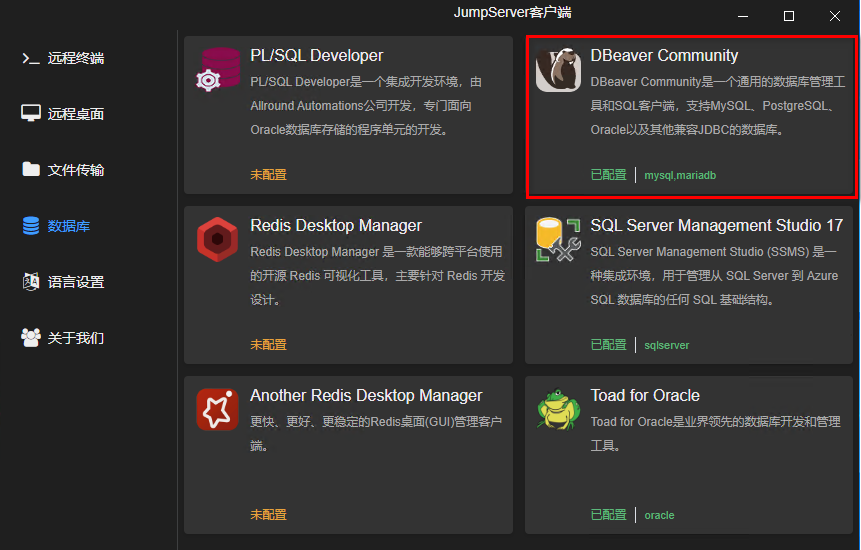 JumpServer客户端
远程终端
远程桌面
文件传输
数据库
语言设置
关于我们
PL/SQL Developer
PL/SQL Developer是一个集成开发环境，由
Allround Automations公司开发，专门面向
Oracle数据库存储的程序单元的开发。
未配置
DBeaver Community
DBeaver Community是一个通用的数据库管理工
具和SQL客户端，支持MySQL、PostgreSQL、
Oracle以及其他兼容JDBC的数据库。
已配置 mysql,mariadb
Redis Desktop Manager
Redis Desktop Manager 是一款能够跨平台使用
的开源 Redis 可视化工具，主要针对 Redis 开发
设计。
未配置
SQL Server Management Studio 17
SQL Server Management Studio (SSMS) 是一
种集成环境，用于管理从 SQL Server 到 Azure
SQL 数据库的任何 SQL 基础结构。
已配置 sqlserver
Another Redis Desktop Manager
更快、更好、更稳定的Redis桌面(GUI)管理客户
端。
未配置
Toad for Oracle
Toad for Oracle是业界领先的数据库开发和管理
工具。
已配置 oracle